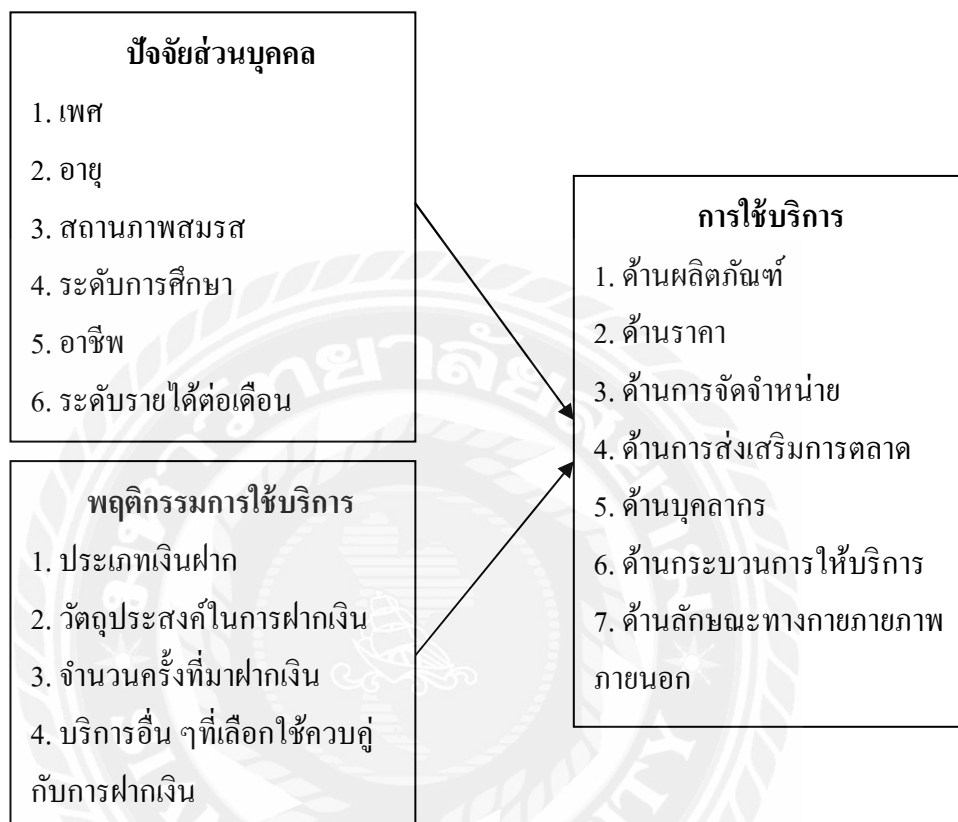 ปัจจัยส่วนบุคคล
1. เพศ
2. อายุ
3. สถานภาพสมรส
4. ระดับการศึกษา
5. อาชีพ
6. ระดับรายได้ต่อเดือน
พฤติกรรมการใช้บริการ
1. ประเภทเงินฝาก
2. วัตถุประสงค์ในการฝากเงิน
3. จำนวนครั้งที่มาฝากเงิน
4. บริการอื่น ๆที่เลือกใช้ควบคู่
กับการฝากเงิน
การใช้บริการ
1. ด้านผลิตภัณฑ์
2. ด้านราคา
3. ด้านการจัดจำหน่าย
4. ด้านการส่งเสริมการตลาด
5. ด้านบุคลากร
6. ด้านกระบวนการให้บริการ
7. ด้านลักษณะทางกายภายภาพ
ภายนอก